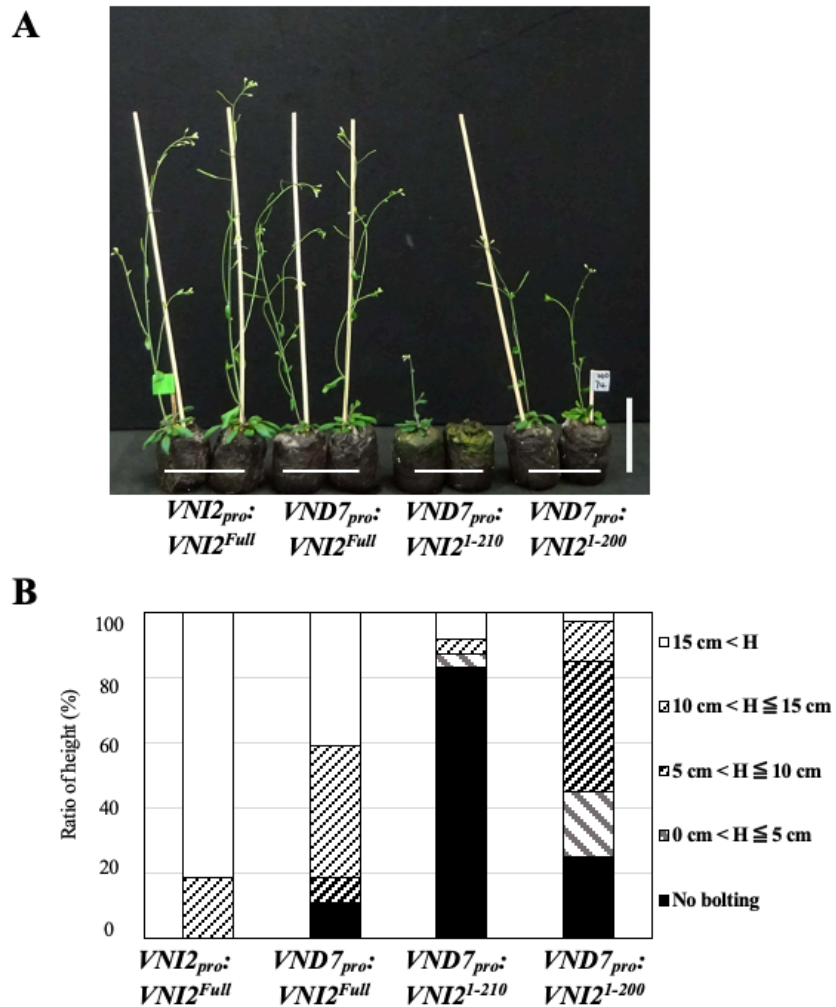 A
VNI2pro: VND7pro: VND7pro: VND7pro:
VNI2Full VNI2Full VNI21-210 VNI21-200
B
Ratio of height (%)
100
80
60
40
20
0
15 cm < H
10 cm < H ≦ 15 cm
5 cm < H ≦ 10 cm
0 cm < H ≦ 5 cm
No bolting
VNI2pro: VND7pro: VND7pro: VND7pro:
VNI2Full VNI2Full VNI21-210 VNI21-200